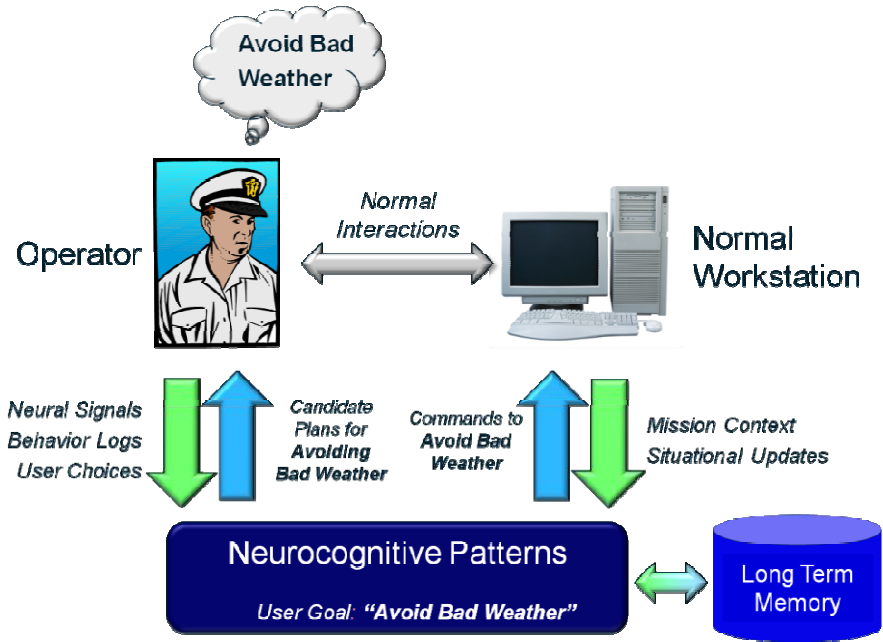 Avoid Bad
Weather
Operator
Normal
Interactions
Normal
Workstation
Neural Signals
Behavior Logs
User Choices
Candidate
Plans for
Avoiding
Bad Weather
Commands to
Avoid Bad
Weather
Mission Context
Situational Updates
Neurocognitive Patterns
User Goal: “Avoid Bad Weather”
Long Term
Memory